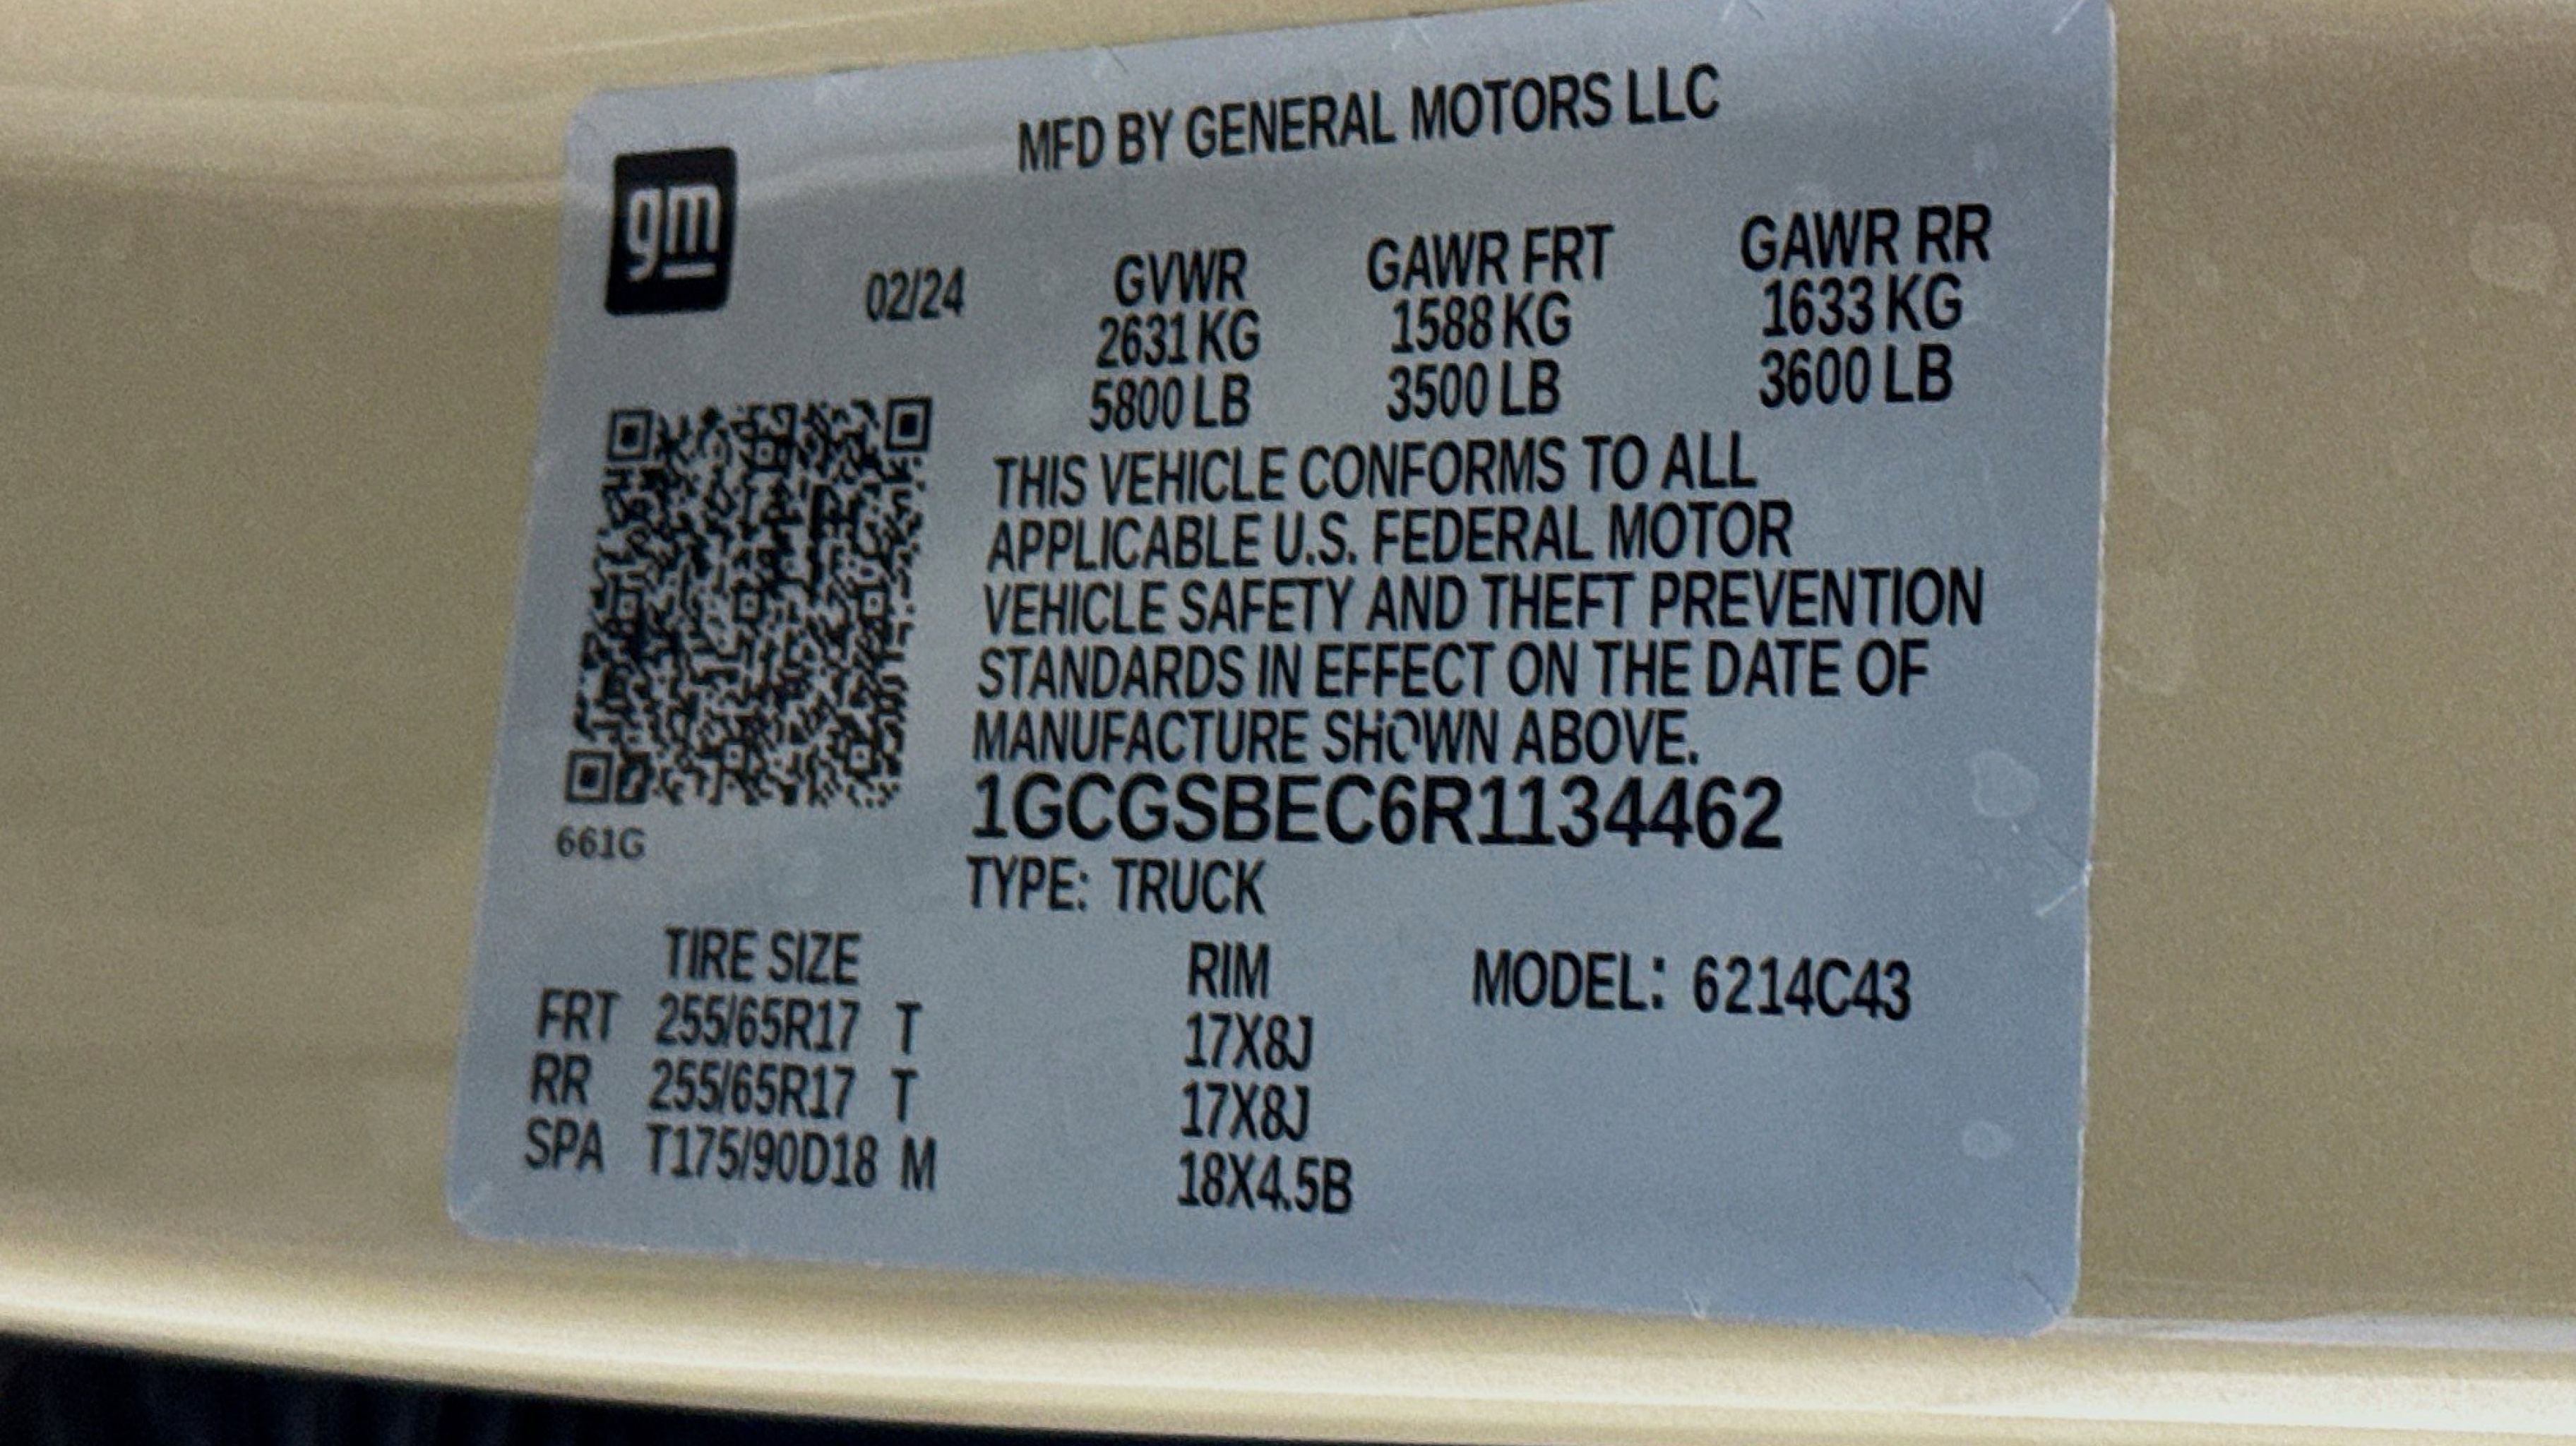 MFD BY GENERAL MOTORS LLC
gm
02/24
GVWR GAWR FRT GAWR RR
2631 KG 1588 KG 1633 KG
5800 LB 3500 LB 3600 LB
THIS VEHICLE CONFORMS TO ALL
APPLICABLE U.S. FEDERAL MOTOR
VEHICLE SAFETY AND THEFT PREVENTION
STANDARDS IN EFFECT ON THE DATE OF
MANUFACTURE SHOWN ABOVE.
1GCGSBEC6R1134462
661G
TYPE: TRUCK
TIRE SIZE RIM MODEL: 6214C43
FRT 255/65R17 T 17X8J
RR 255/65R17 T 17X8J
SPA T175/90D18 M 18X4.5B